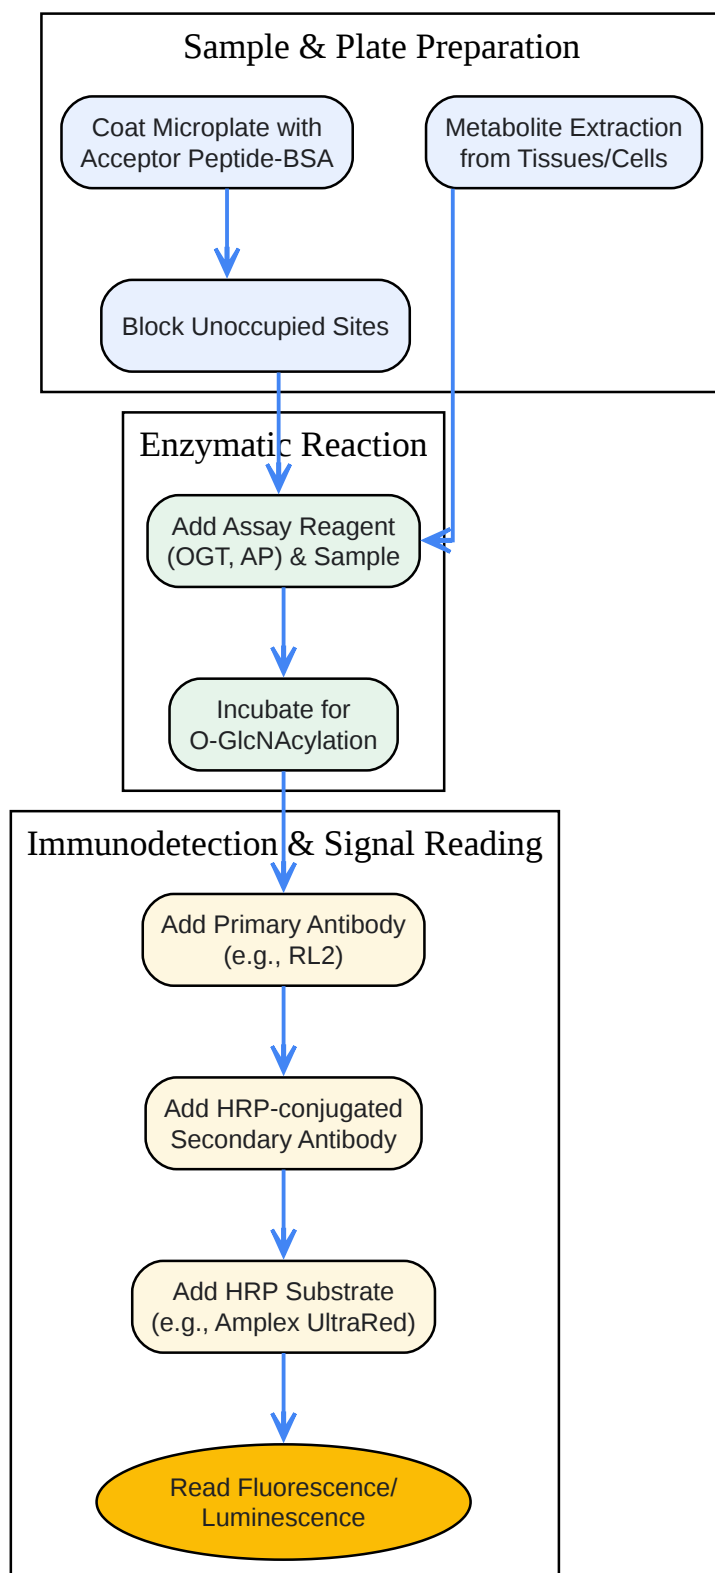 Sample & Plate Preparation
Coat Microplate with
Acceptor Peptide-BSA
Metabolite Extraction
from Tissues/Cells
Block Unoccupied Sites
Enzymatic Reaction
Add Assay Reagent
(OGT, AP) & Sample
Incubate for
O-GlcNAcylation
Immunodetection & Signal Reading
Add Primary Antibody
(e.g., RL2)
Add HRP-conjugated
Secondary Antibody
Add HRP Substrate
(e.g., Amplex UltraRed)
Read Fluorescence/
Luminescence